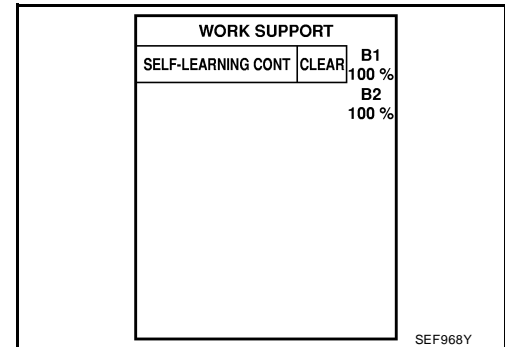 WORK SUPPORT
SELF-LEARNING CONT CLEAR B1
100 %
B2
100 %
SEF968Y